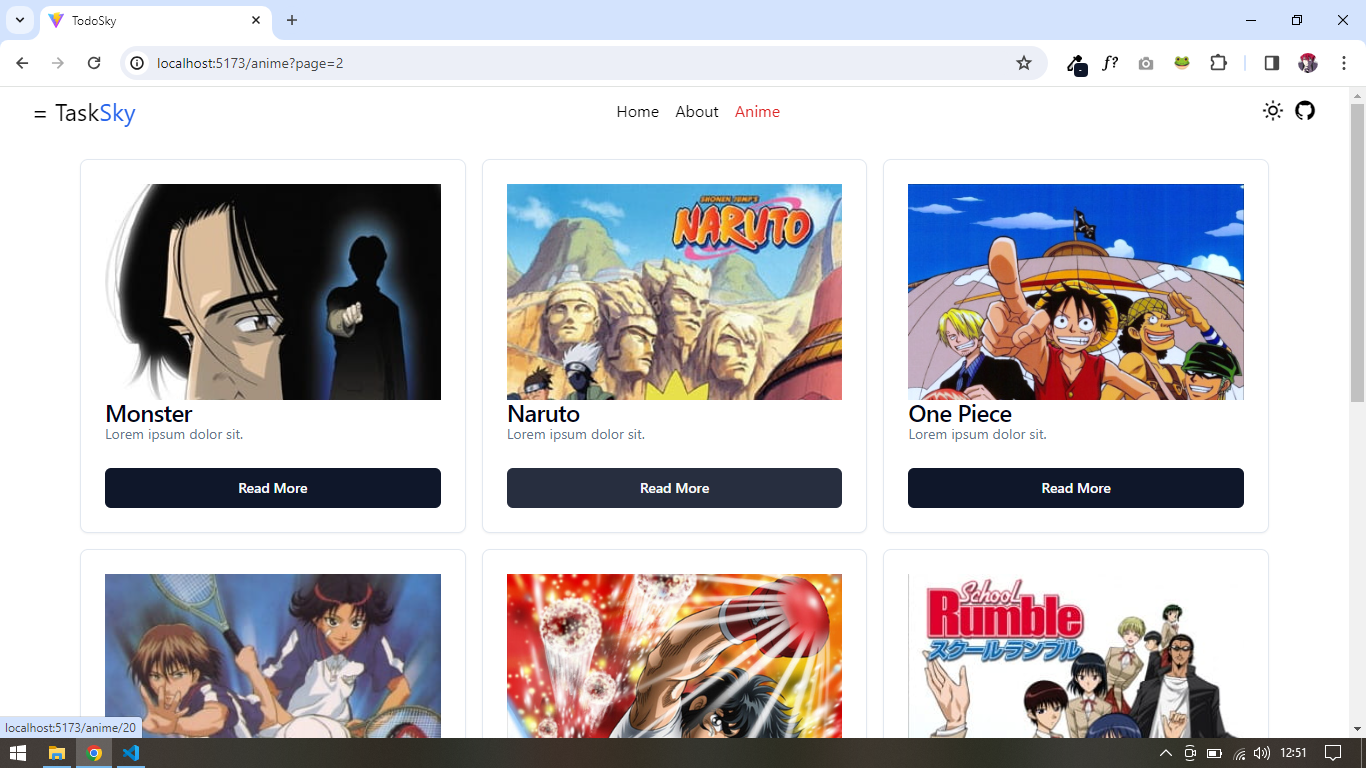 TodoSky
localhost:5173/anime?page=2
f?
= TaskSky
Home About Anime
SHONEN JUMP'S
NARUTO
Monster
Lorem ipsum dolor sit.
Read More
Naruto
Lorem ipsum dolor sit.
Read More
One Piece
Lorem ipsum dolor sit.
Read More
School
Rumble
スクールランブル
localhost:5173/anime/20
12:51